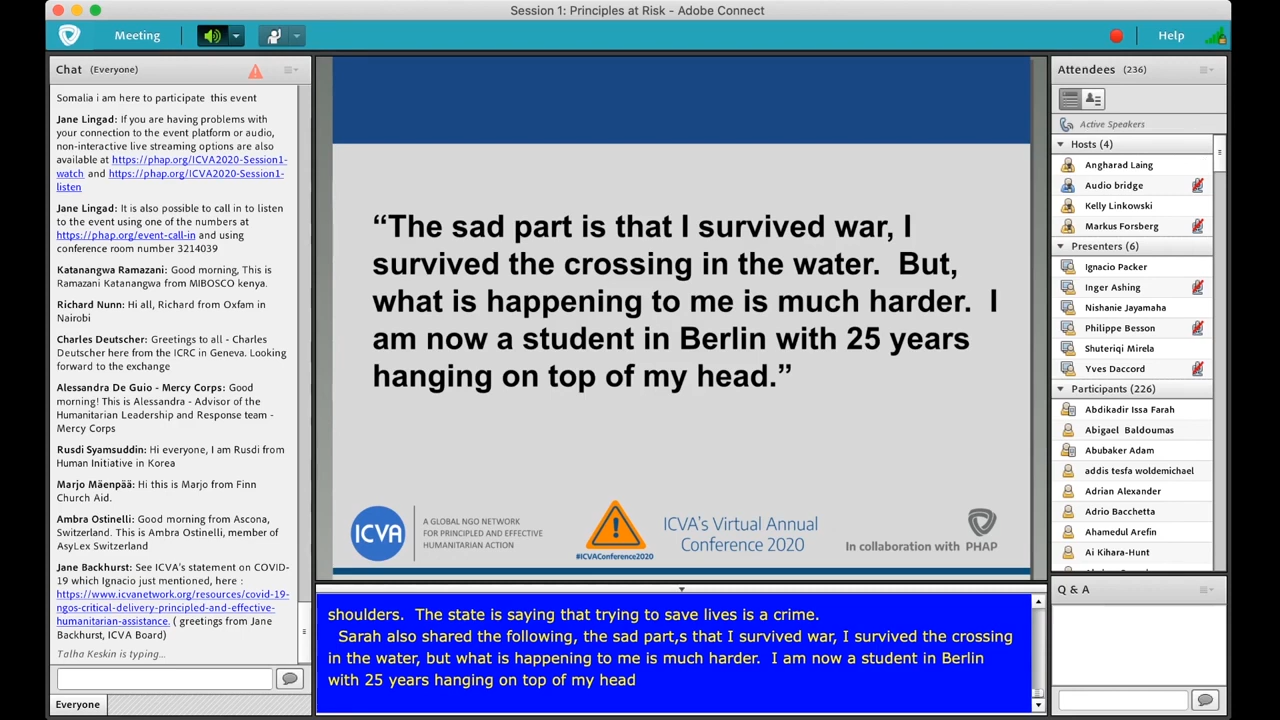 Session 1: Principles at Risk - Adobe Connect
Meeting
Help
Chat (Everyone)
Somalia i am here to participate this event
Jane Lingad: If you are having problems with
your connection to the event platform or audio,
non-interactive live streaming options are also
available at https://phap.org/ICVA2020-Session1-
watch and https://phap.org/ICVA2020-Session1-
listen
Jane Lingad: It is also possible to call in to listen
to the event using one of the numbers at
https://phap.org/event-call-in and using
conference room number 3214039
Katanangwa Ramazani: Good morning, This is
Ramazani Katanangwa from MIBOSCO kenya.
Richard Nunn: Hi all, Richard from Oxfam in
Nairobi
Charles Deutscher: Greetings to all - Charles
Deutscher here from the ICRC in Geneva. Looking
forward to the exchange
Alessandra De Guio - Mercy Corps: Good
morning! This is Alessandra - Advisor of the
Humanitarian Leadership and Response team -
Mercy Corps
Rusdi Syamsuddin: Hi everyone, I am Rusdi from
Human Initiative in Korea
Marjo Mäenpää: Hi this is Marjo from Finn
Church Aid.
Ambra Ostinelli: Good morning from Ascona,
Switzerland. This is Ambra Ostinelli, member of
AsyLex Switzerland
Jane Backhurst: See ICVA's statement on COVID-
19 which Ignacio just mentioned, here :
https://www.icvanetwork.org/resources/covid-19-
ngos-critical-delivery-principled-and-effective-
humanitarian-assistance. ( greetings from Jane
Backhurst, ICVA Board)
Talha Keskin is typing...
Everyone
“The sad part is that I survived war, I
survived the crossing in the water. But,
what is happening to me is much harder. I
am now a student in Berlin with 25 years
hanging on top of my head.”
ICVA
A GLOBAL NGO NETWORK
FOR PRINCIPLED AND EFFECTIVE
HUMANITARIAN ACTION
#ICVAConference2020
ICVA's Virtual Annual
Conference 2020
In collaboration with PHAP
shoulders. The state is saying that trying to save lives is a crime.
Sarah also shared the following, the sad part,s that I survived war, I survived the crossing
in the water, but what is happening to me is much harder. I am now a student in Berlin
with 25 years hanging on top of my head
Attendees (236)
Active Speakers
Hosts (4)
Angharad Laing
Audio bridge
Kelly Linkowski
Markus Forsberg
Presenters (6)
Ignacio Packer
Inger Ashing
Nishanie Jayamaha
Philippe Besson
Shuteriqi Mirela
Yves Daccord
Participants (226)
Abdikadir Issa Farah
Abigael Baldoumas
Abubaker Adam
addis tesfa woldemichael
Adrian Alexander
Adrio Bacchetta
Ahamedul Arefin
Ai Kihara-Hunt
Q & A